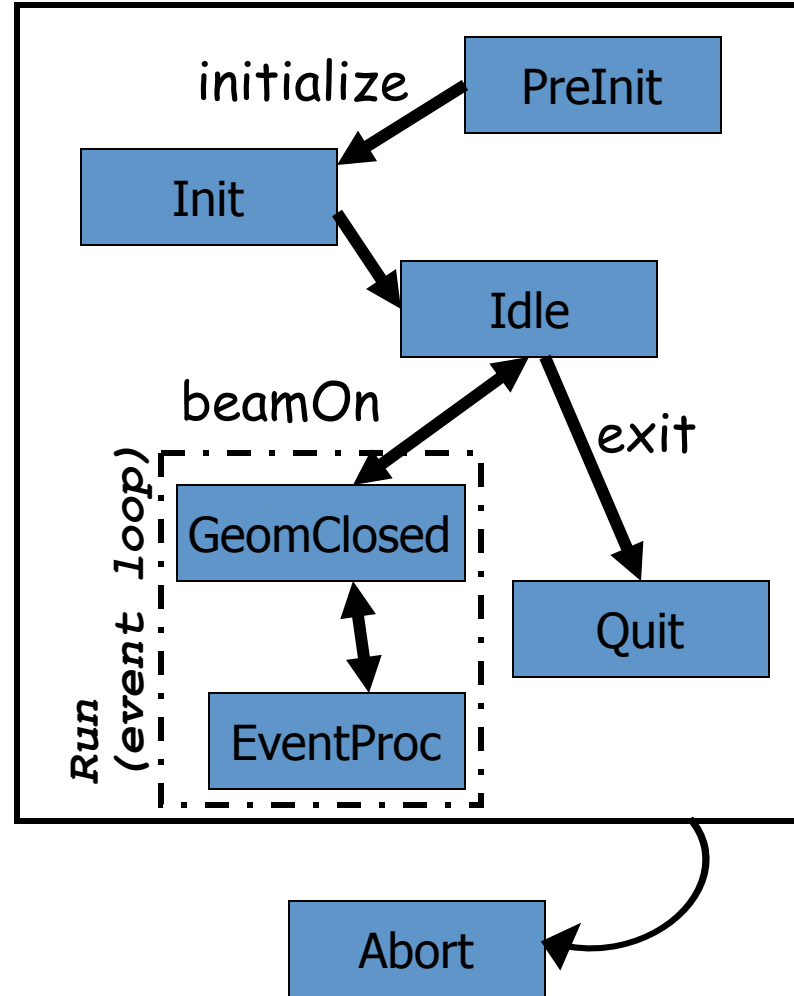 initialize
PreInit
Init
Idle
beamOn
exit
Run
(event loop)
GeomClosed
Quit
EventProc
Abort